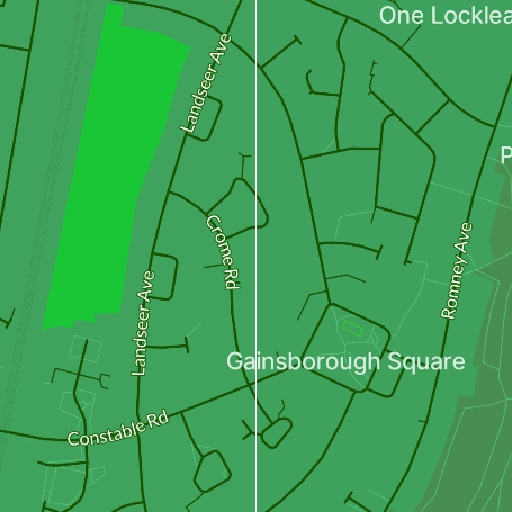 One Locklea
Landseer Ave
P
Crome Rd
Romney Ave
Landseer Ave
Gainsborough Square
Constable Rd